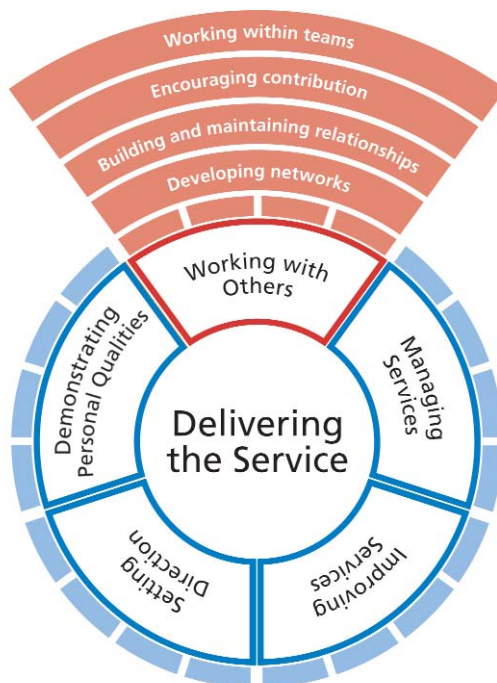 Working within teams
Encouraging contribution
Building and maintaining relationships
Developing networks
Working with
Others
Demonstrating
Personal Qualities
Managing
Services
Delivering
the Service
Setting
Direction
Improving
Services